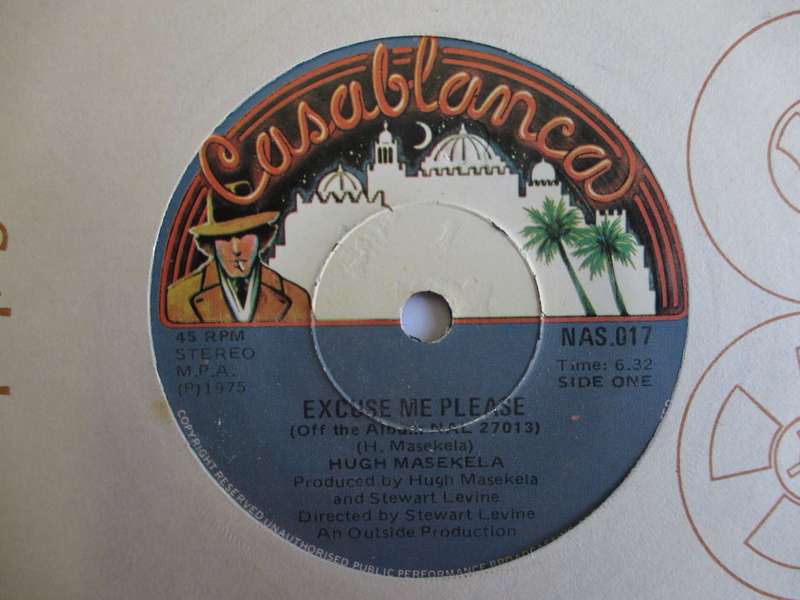 Casablanca
45 RPM
STEREO
M.P.A.
(P)1975
NAS.017
Time: 6.32
SIDE ONE
EXCUSE ME PLEASE
(Off the Album NAL 27013)
(H. Masekela)
HUGH MASEKELA
Produced by Hugh Masekela
and Stewart Levine
Directed by Stewart Levine
An Outside Production
COPYRIGHT RESERVED UNAUTHORISED PUBLIC PERFORMANCE